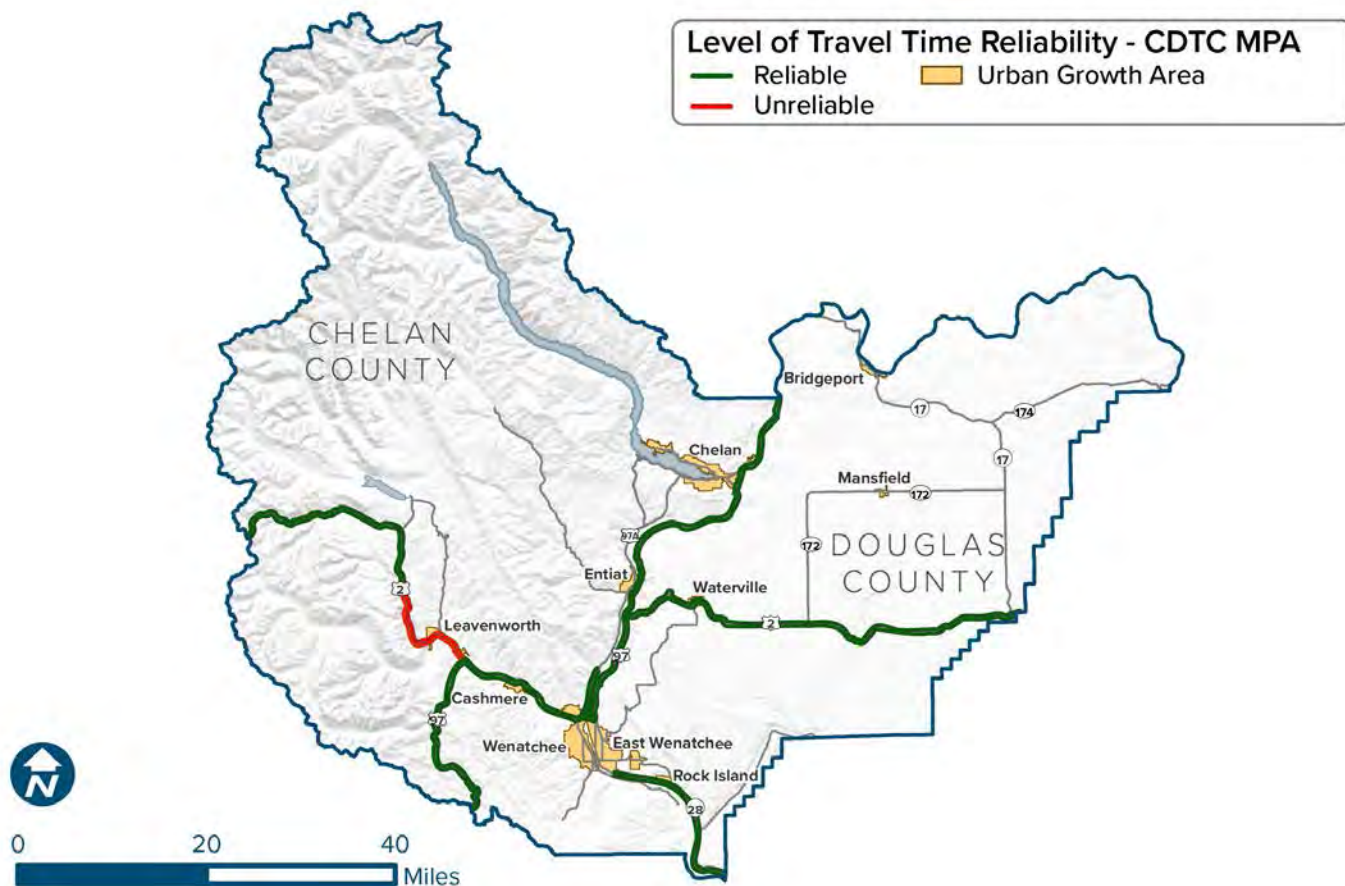 Level of Travel Time Reliability - CDTC MPA
Reliable
Urban Growth Area
Unreliable
CHELAN
COUNTY
Bridgeport
17
174
17
Chelan
Mansfield
172
97A
172
DOUGLAS
COUNTY
Entiat
Waterville
2
2
Leavenworth
97
Cashmere
97
Wenatchee
East Wenatchee
Rock Island
28
N
0
20
40
Miles